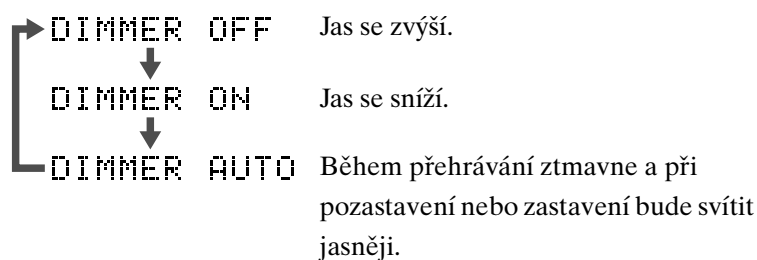 DIMMER OFF Jas se zvýší.
DIMMER ON Jas se sníží.
DIMMER AUTO Během přehrávání ztmavne a při
pozastavení nebo zastavení bude svítit
jasněji.